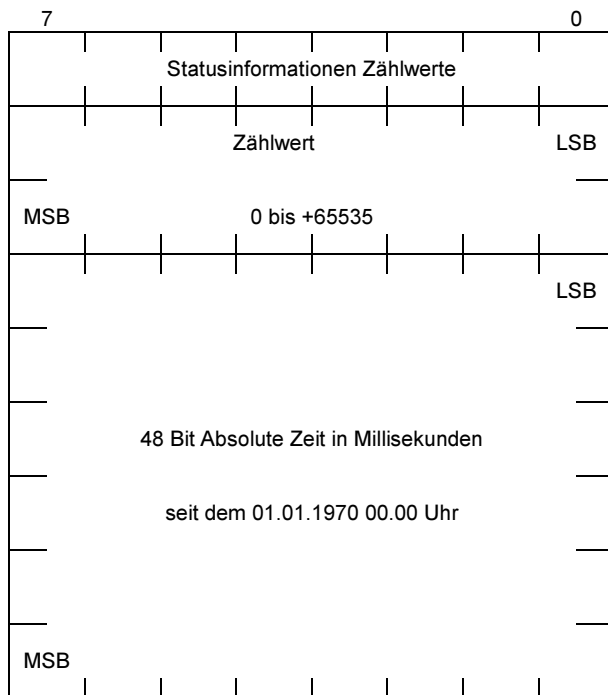 7 0
Statusinformationen Zählwerte
Zählwert LSB
MSB 0 bis +65535
LSB
48 Bit Absolute Zeit in Millisekunden
seit dem 01.01.1970 00.00 Uhr
MSB